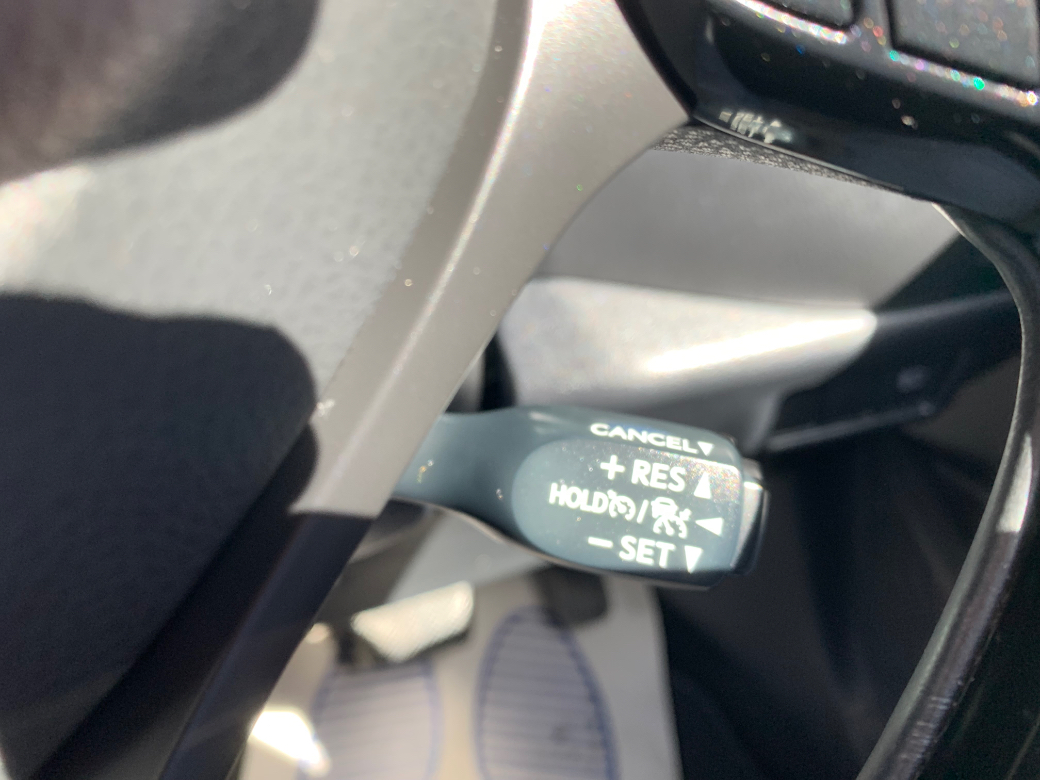 CANCEL▼
+ RES ▲
HOLD / ◄
− SET ▼